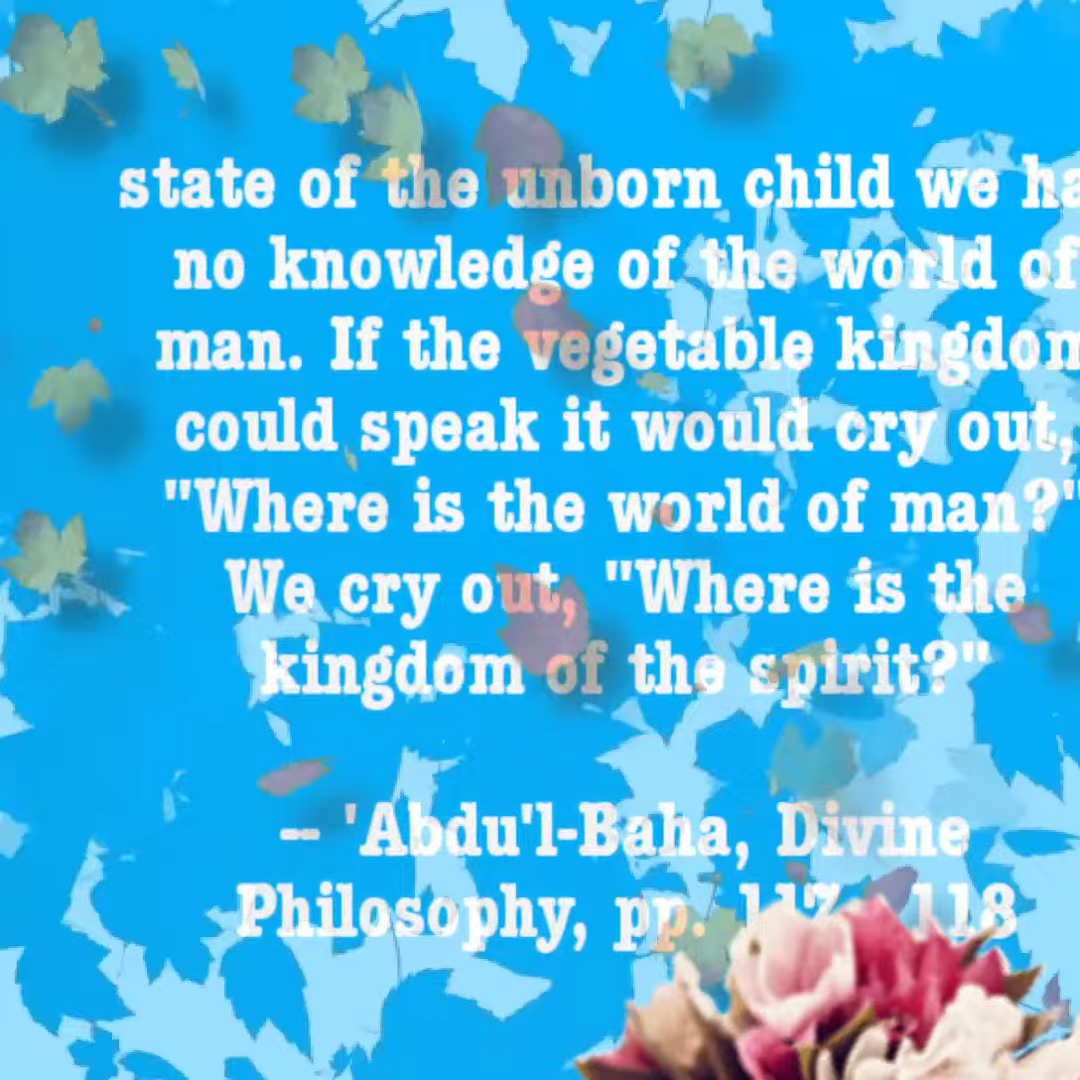 state of the unborn child we ha
no knowledge of the world of
man. If the vegetable kingdom
could speak it would cry out,
"Where is the world of man?"
We cry out, "Where is the
kingdom of the spirit?"
-- 'Abdu'l-Baha, Divine
Philosophy, pp. 117 118